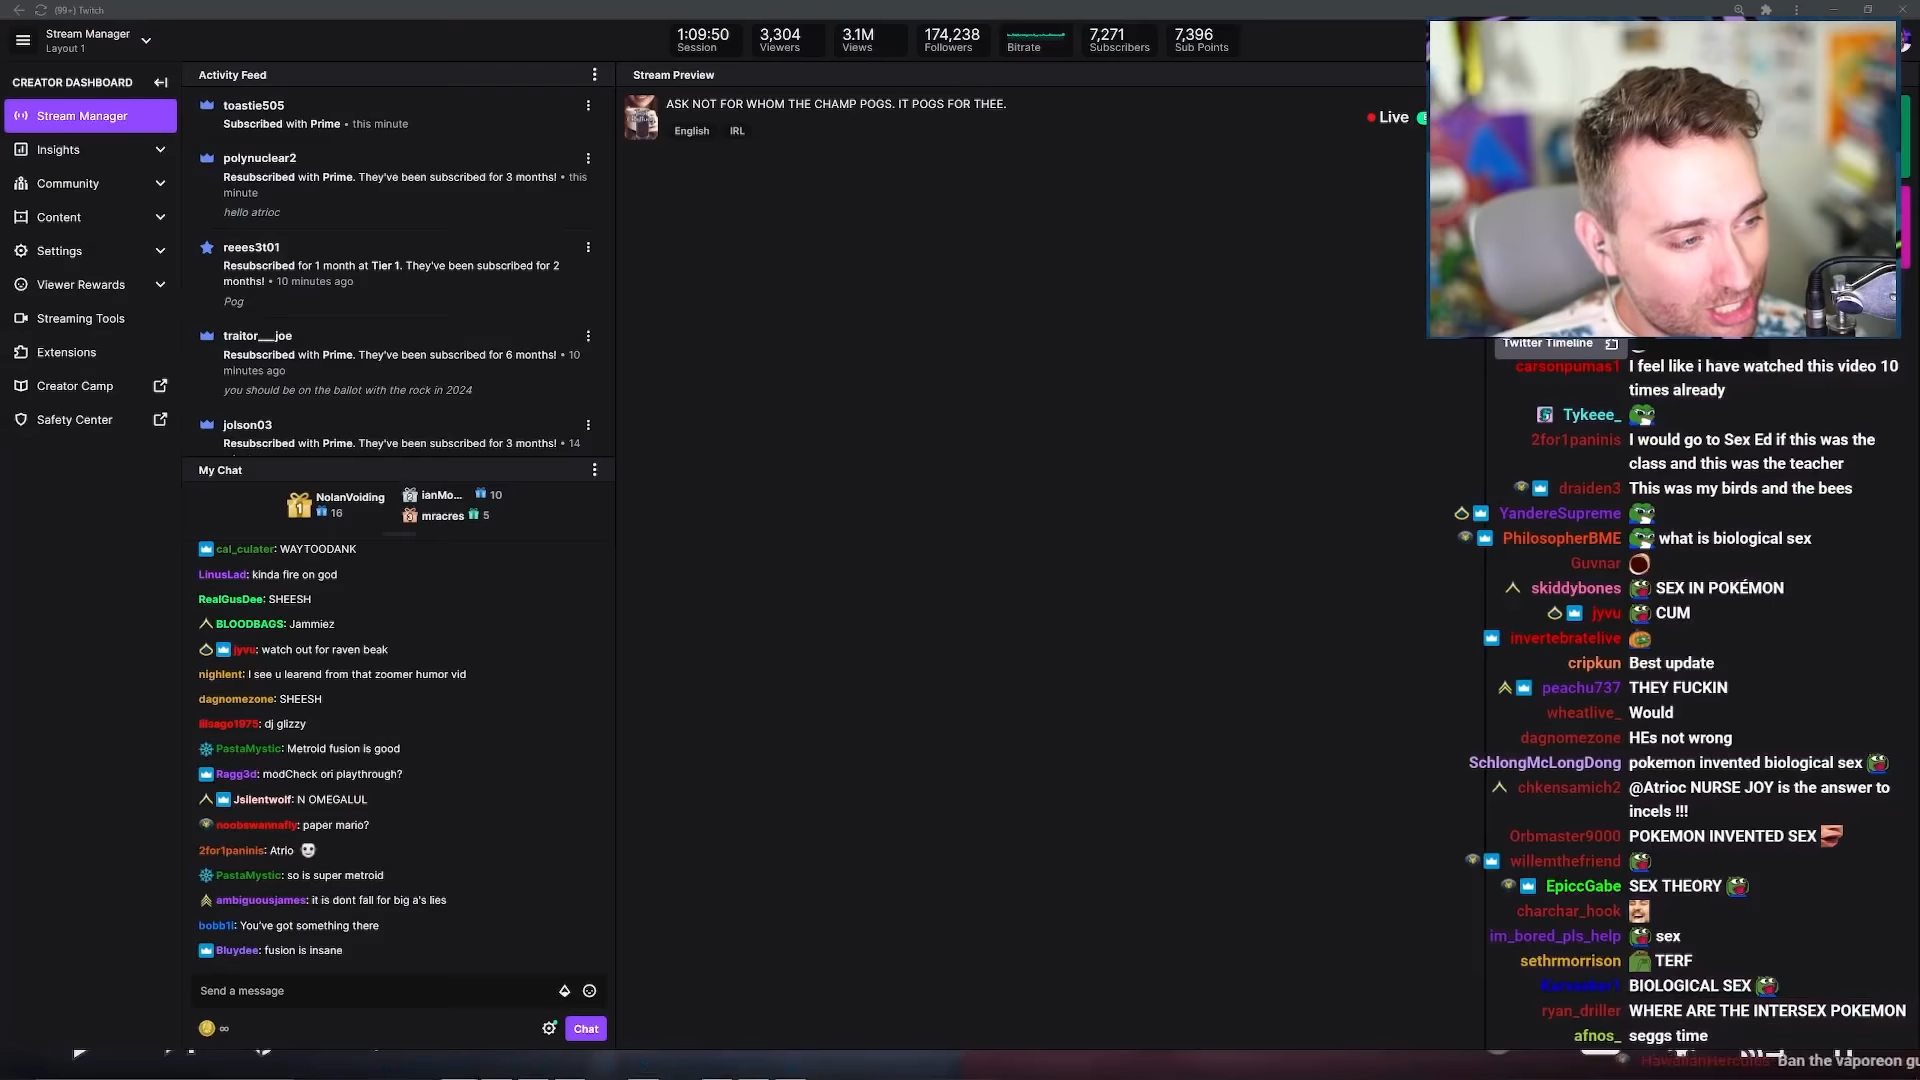 (99+) Twitch
Stream Manager
Layout 1
1:09:50
Session
3,304
Viewers
3.1M
Views
174,238
Followers
Bitrate
7,271
Subscribers
7,396
Sub Points
CREATOR DASHBOARD
Stream Manager
Insights
Community
Content
Settings
Viewer Rewards
Streaming Tools
Extensions
Creator Camp
Safety Center
Activity Feed
toastie505
Subscribed with Prime • this minute
polynuclear2
Resubscribed with Prime. They've been subscribed for 3 months! • this
minute
hello atrioc
reees3t01
Resubscribed for 1 month at Tier 1. They've been subscribed for 2
months! • 10 minutes ago
Pog
traitor__joe
Resubscribed with Prime. They've been subscribed for 6 months! • 10
minutes ago
you should be on the ballot with the rock in 2024
jolson03
Resubscribed with Prime. They've been subscribed for 3 months! • 14
My Chat
NolanVoiding
16
ianMo... 10
mracres 5
cal_culater: WAYTOODANK
LinusLad: kinda fire on god
RealGusDee: SHEESH
BLOODBAGS: Jammiez
jyvu: watch out for raven beak
nighlent: I see u learend from that zoomer humor vid
dagnomezone: SHEESH
lilsago1975: dj glizzy
PastaMystic: Metroid fusion is good
Ragg3d: modCheck ori playthrough?
Jsilentwolf: N OMEGALUL
noobswannafly: paper mario?
2for1paninis: Atrio
PastaMystic: so is super metroid
ambiguousjames: it is dont fall for big a's lies
bobb1i: You've got something there
Bluydee: fusion is insane
Send a message
∞
Chat
Stream Preview
ASK NOT FOR WHOM THE CHAMP POGS. IT POGS FOR THEE.
English IRL
Live
Twitter Timeline
carsonpumas1 I feel like i have watched this video 10
times already
Tykeee_
2for1paninis I would go to Sex Ed if this was the
class and this was the teacher
draiden3 This was my birds and the bees
YandereSupreme
PhilosopherBME what is biological sex
Guvnar
skiddybones SEX IN POKÉMON
jyvu CUM
invertebratelive
cripkun Best update
peachu737 THEY FUCKIN
wheatlive_ Would
dagnomezone HEs not wrong
SchlongMcLongDong pokemon invented biological sex
chkensamich2 @Atrioc NURSE JOY is the answer to
incels !!!
Orbmaster9000 POKEMON INVENTED SEX
willemthefriend
EpiccGabe SEX THEORY
charchar_hook
im_bored_pls_help sex
sethrmorrison TERF
BIOLOGICAL SEX
ryan_driller WHERE ARE THE INTERSEX POKEMON
afnos_ seggs time
HawaiianHercules Ban the vaporeon gu